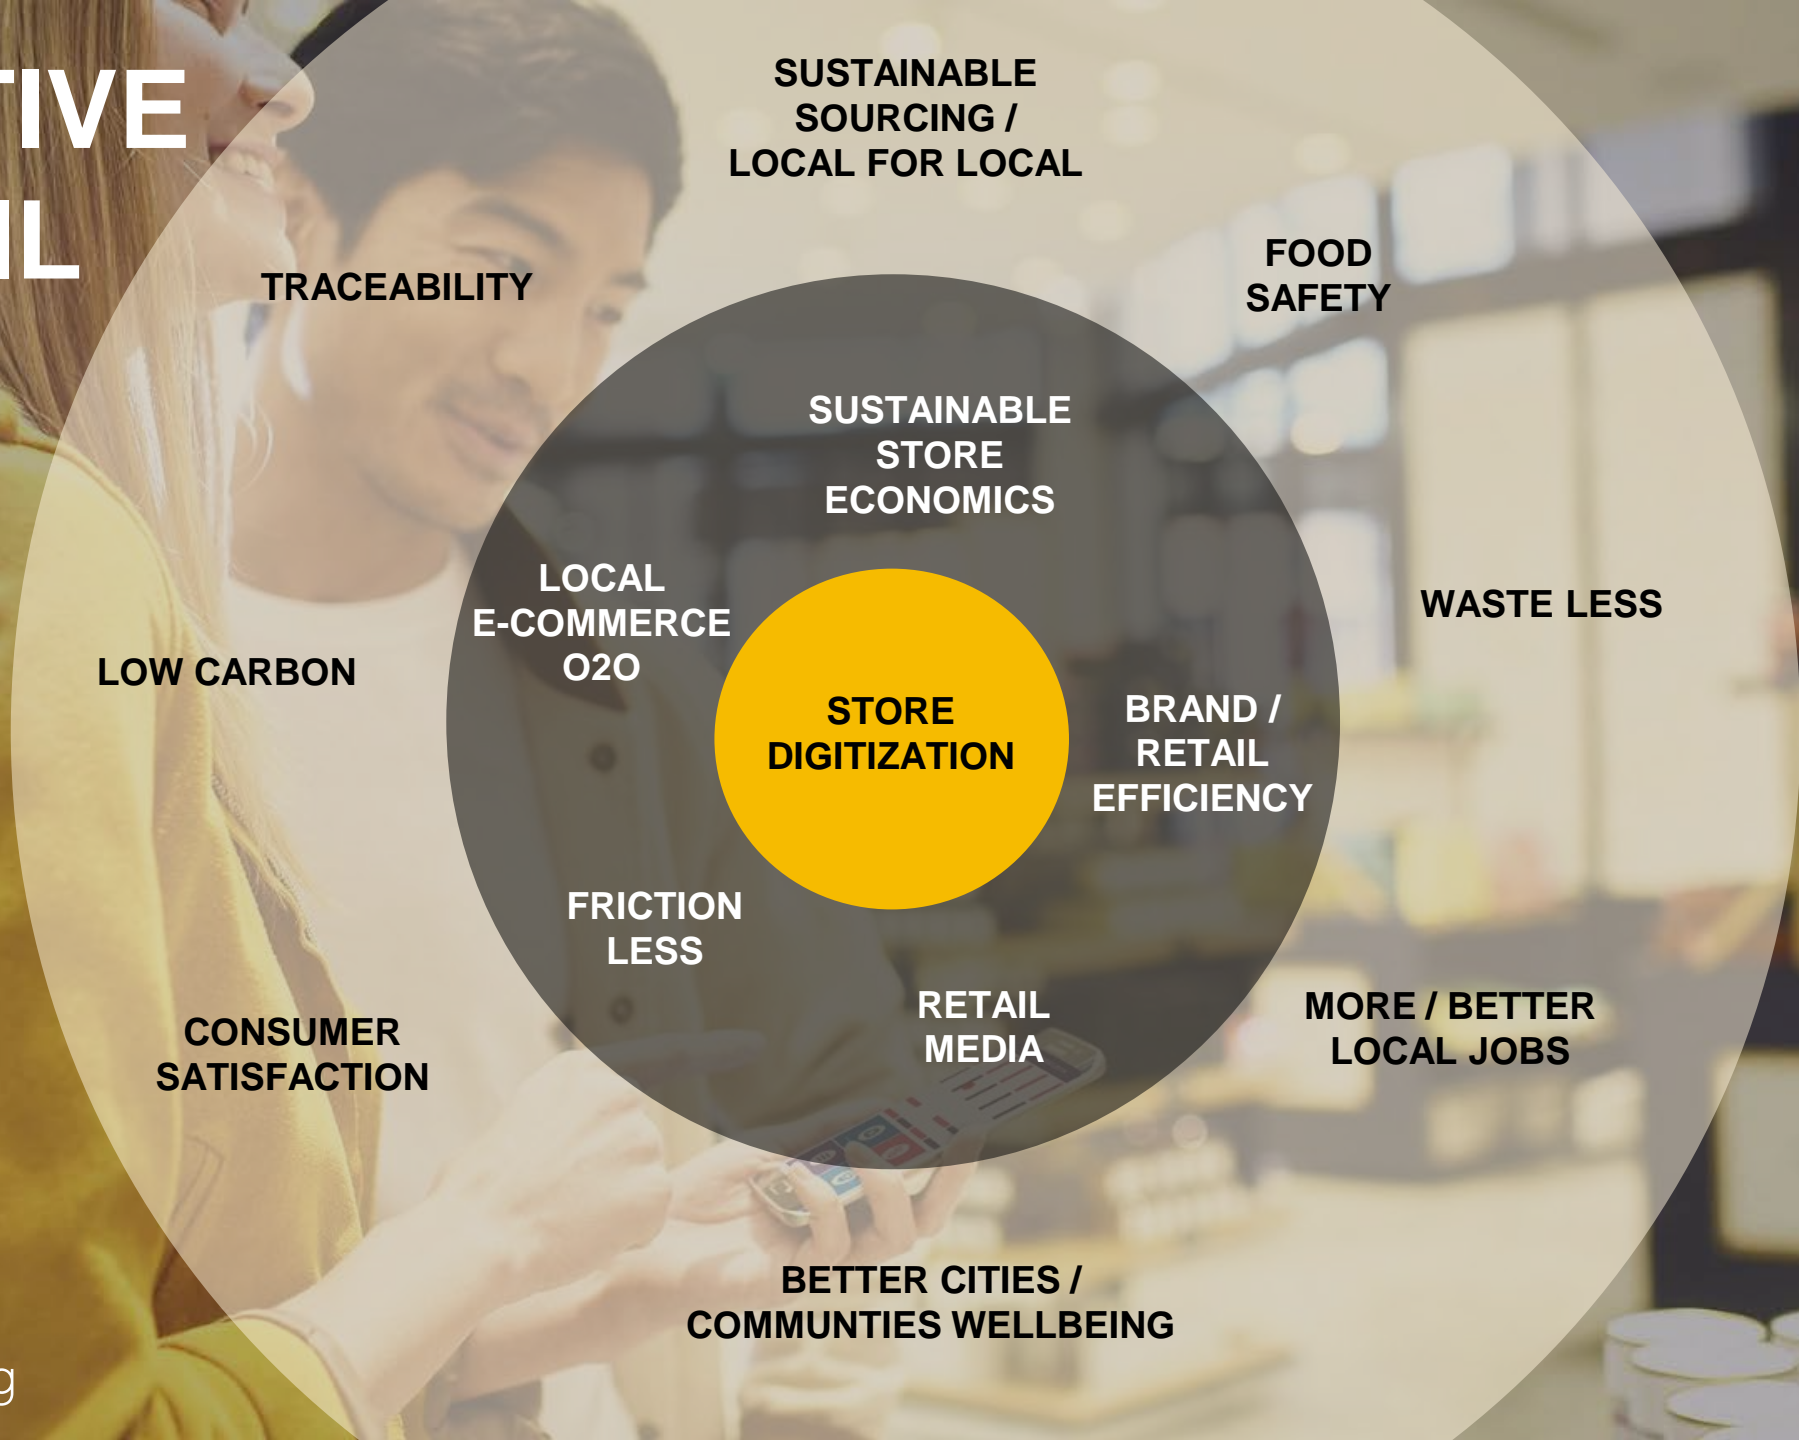 TIVE
IL
SUSTAINABLE
SOURCING /
LOCAL FOR LOCAL
TRACEABILITY
FOOD
SAFETY
SUSTAINABLE
STORE
ECONOMICS
LOCAL
E-COMMERCE
O2O
WASTE LESS
LOW CARBON
STORE
DIGITIZATION
BRAND /
RETAIL
EFFICIENCY
FRICTION
LESS
RETAIL
MEDIA
MORE / BETTER
LOCAL JOBS
CONSUMER
SATISFACTION
BETTER CITIES /
COMMUNTIES WELLBEING
g